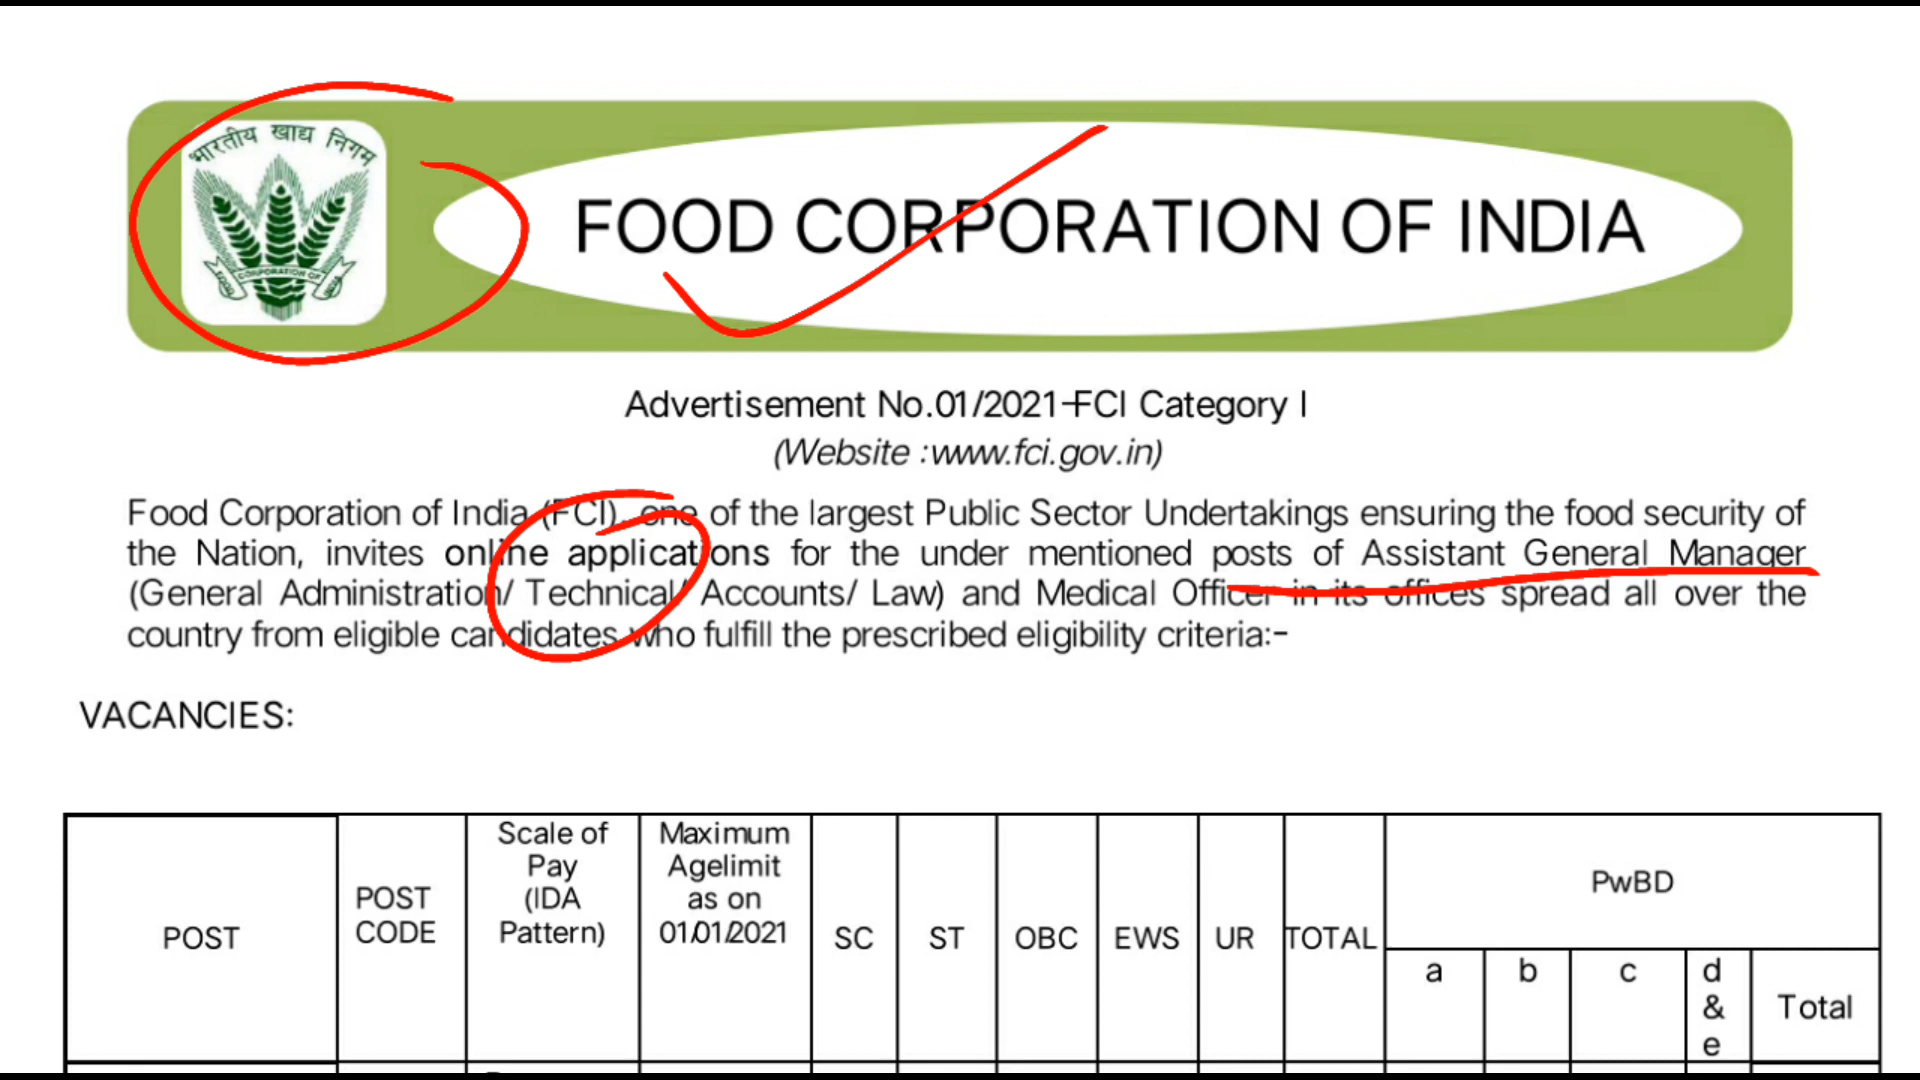 भारतीय खाद्य निगम
FOOD CORPORATION OF INDIA
FOOD CORPORATION OF INDIA
Advertisement No.01/2021-FCI Category I
(Website :www.fci.gov.in)
Food Corporation of India (FCI), one of the largest Public Sector Undertakings ensuring the food security of
the Nation, invites online applications for the under mentioned posts of Assistant General Manager
(General Administration/ Technical/ Accounts/ Law) and Medical Officer in its offices spread all over the
country from eligible candidates who fulfill the prescribed eligibility criteria:-
VACANCIES:
POST
POST
CODE
Scale of
Pay
(IDA
Pattern)
Maximum
Agelimit
as on
01/01/2021
SC
ST
OBC
EWS
UR
TOTAL
PwBD
a
b
c
d
&
e
Total